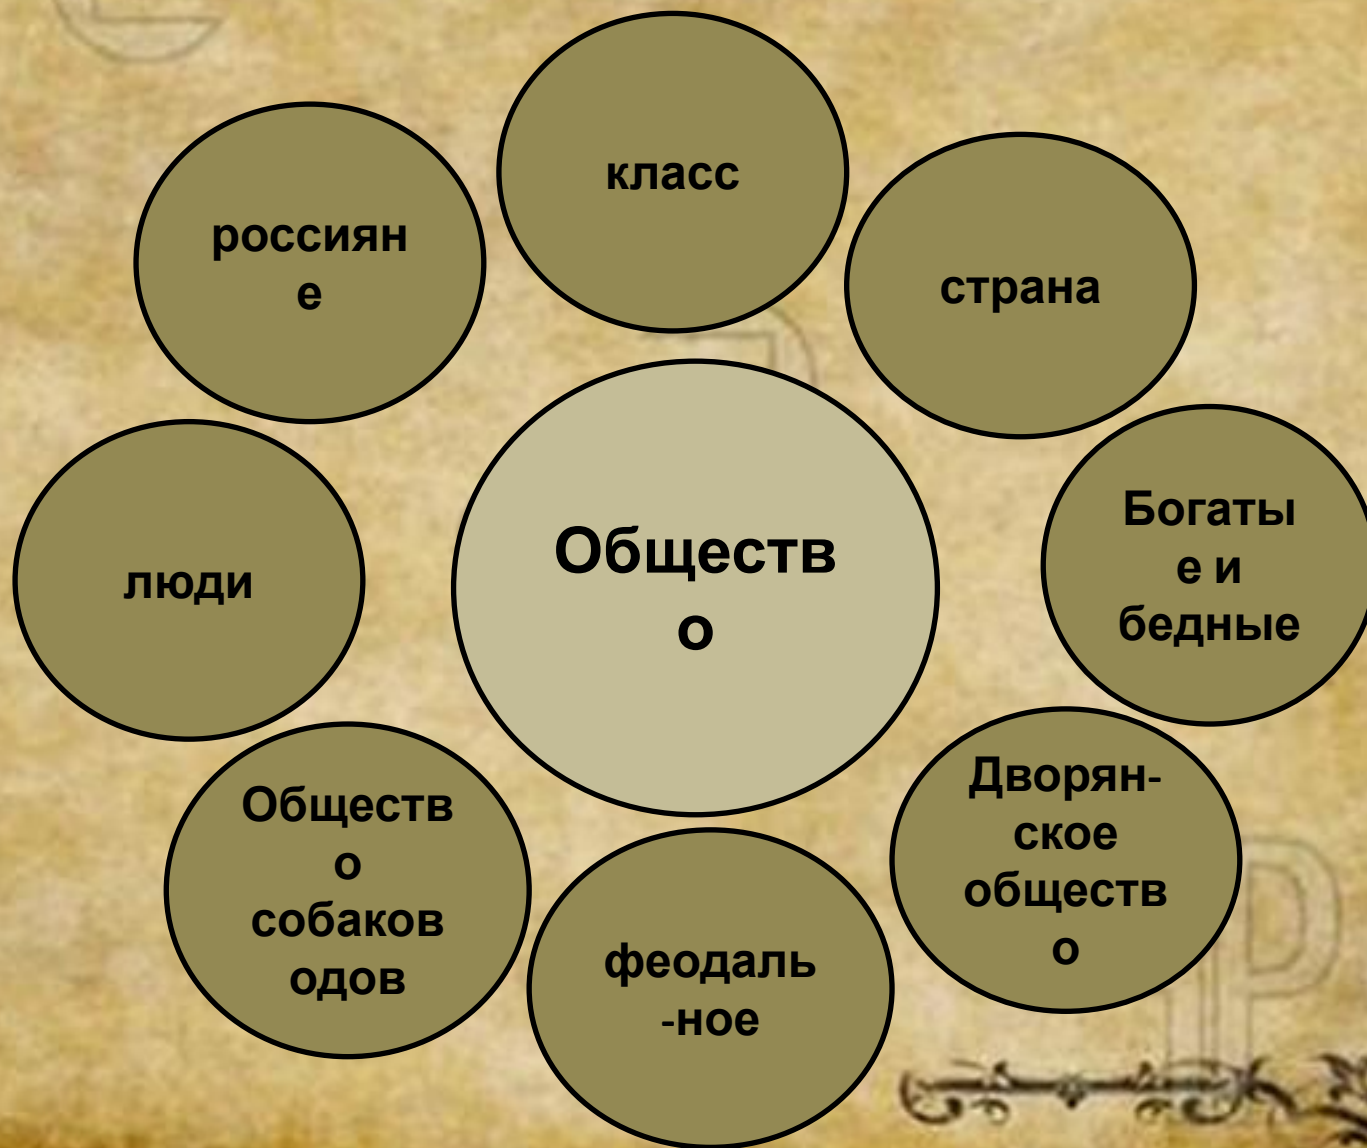 класс
россиян
е
страна
Богаты
е и
бедные
Обществ
о
люди
Дворян-
ское
обществ
о
Обществ
о
собаков
одов
феодаль
-ное